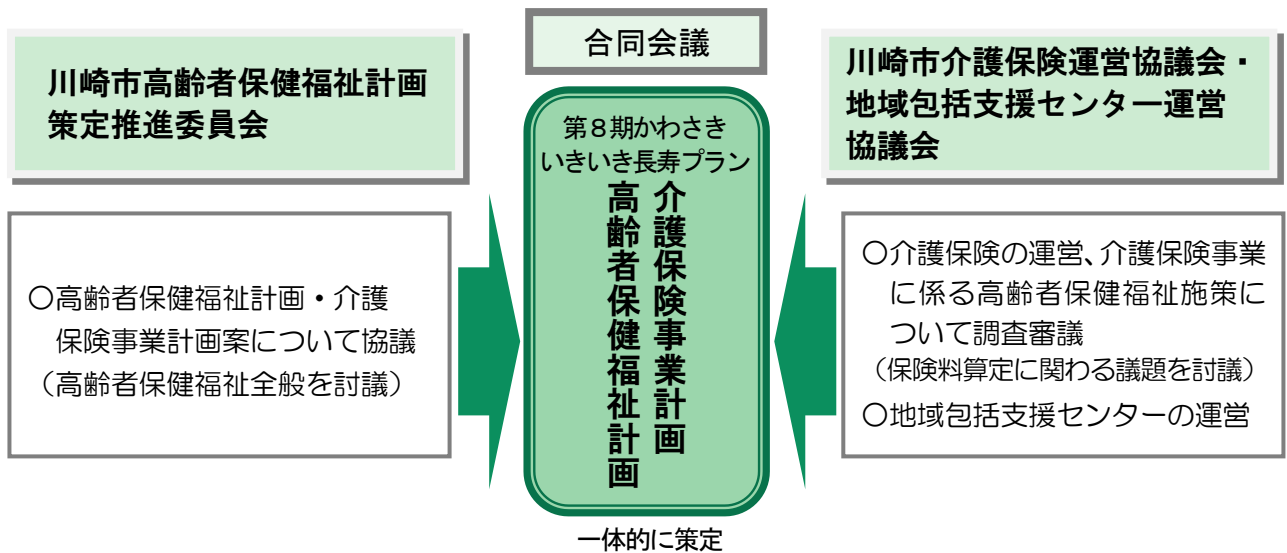 川崎市高齢者保健福祉計画
策定推進委員会
○高齢者保健福祉計画・介護
保険事業計画案について協議
（高齢者保健福祉全般を討議）
合同会議
第８期かわさき
いきいき長寿プラン
介護保険事業計画
高齢者保健福祉計画
一体的に策定
川崎市介護保険運営協議会・
地域包括支援センター運営
協議会
○介護保険の運営、介護保険事業
に係る高齢者保健福祉施策に
ついて調査審議
（保険料算定に関わる議題を討議）
○地域包括支援センターの運営